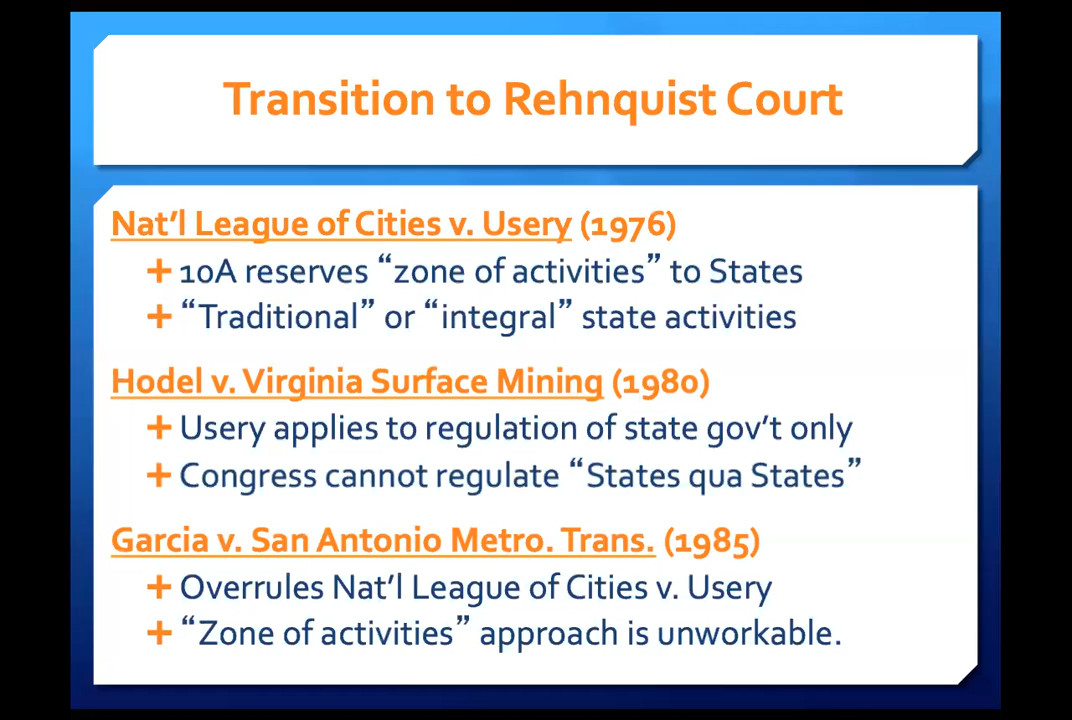 Transition to Rehnquist Court
Nat’l League of Cities v. Usery (1976)
+ 10A reserves “zone of activities” to States
+ “Traditional” or “integral” state activities
Hodel v. Virginia Surface Mining (1980)
+ Usery applies to regulation of state gov’t only
+ Congress cannot regulate “States qua States”
Garcia v. San Antonio Metro. Trans. (1985)
+ Overrules Nat’l League of Cities v. Usery
+ “Zone of activities” approach is unworkable.